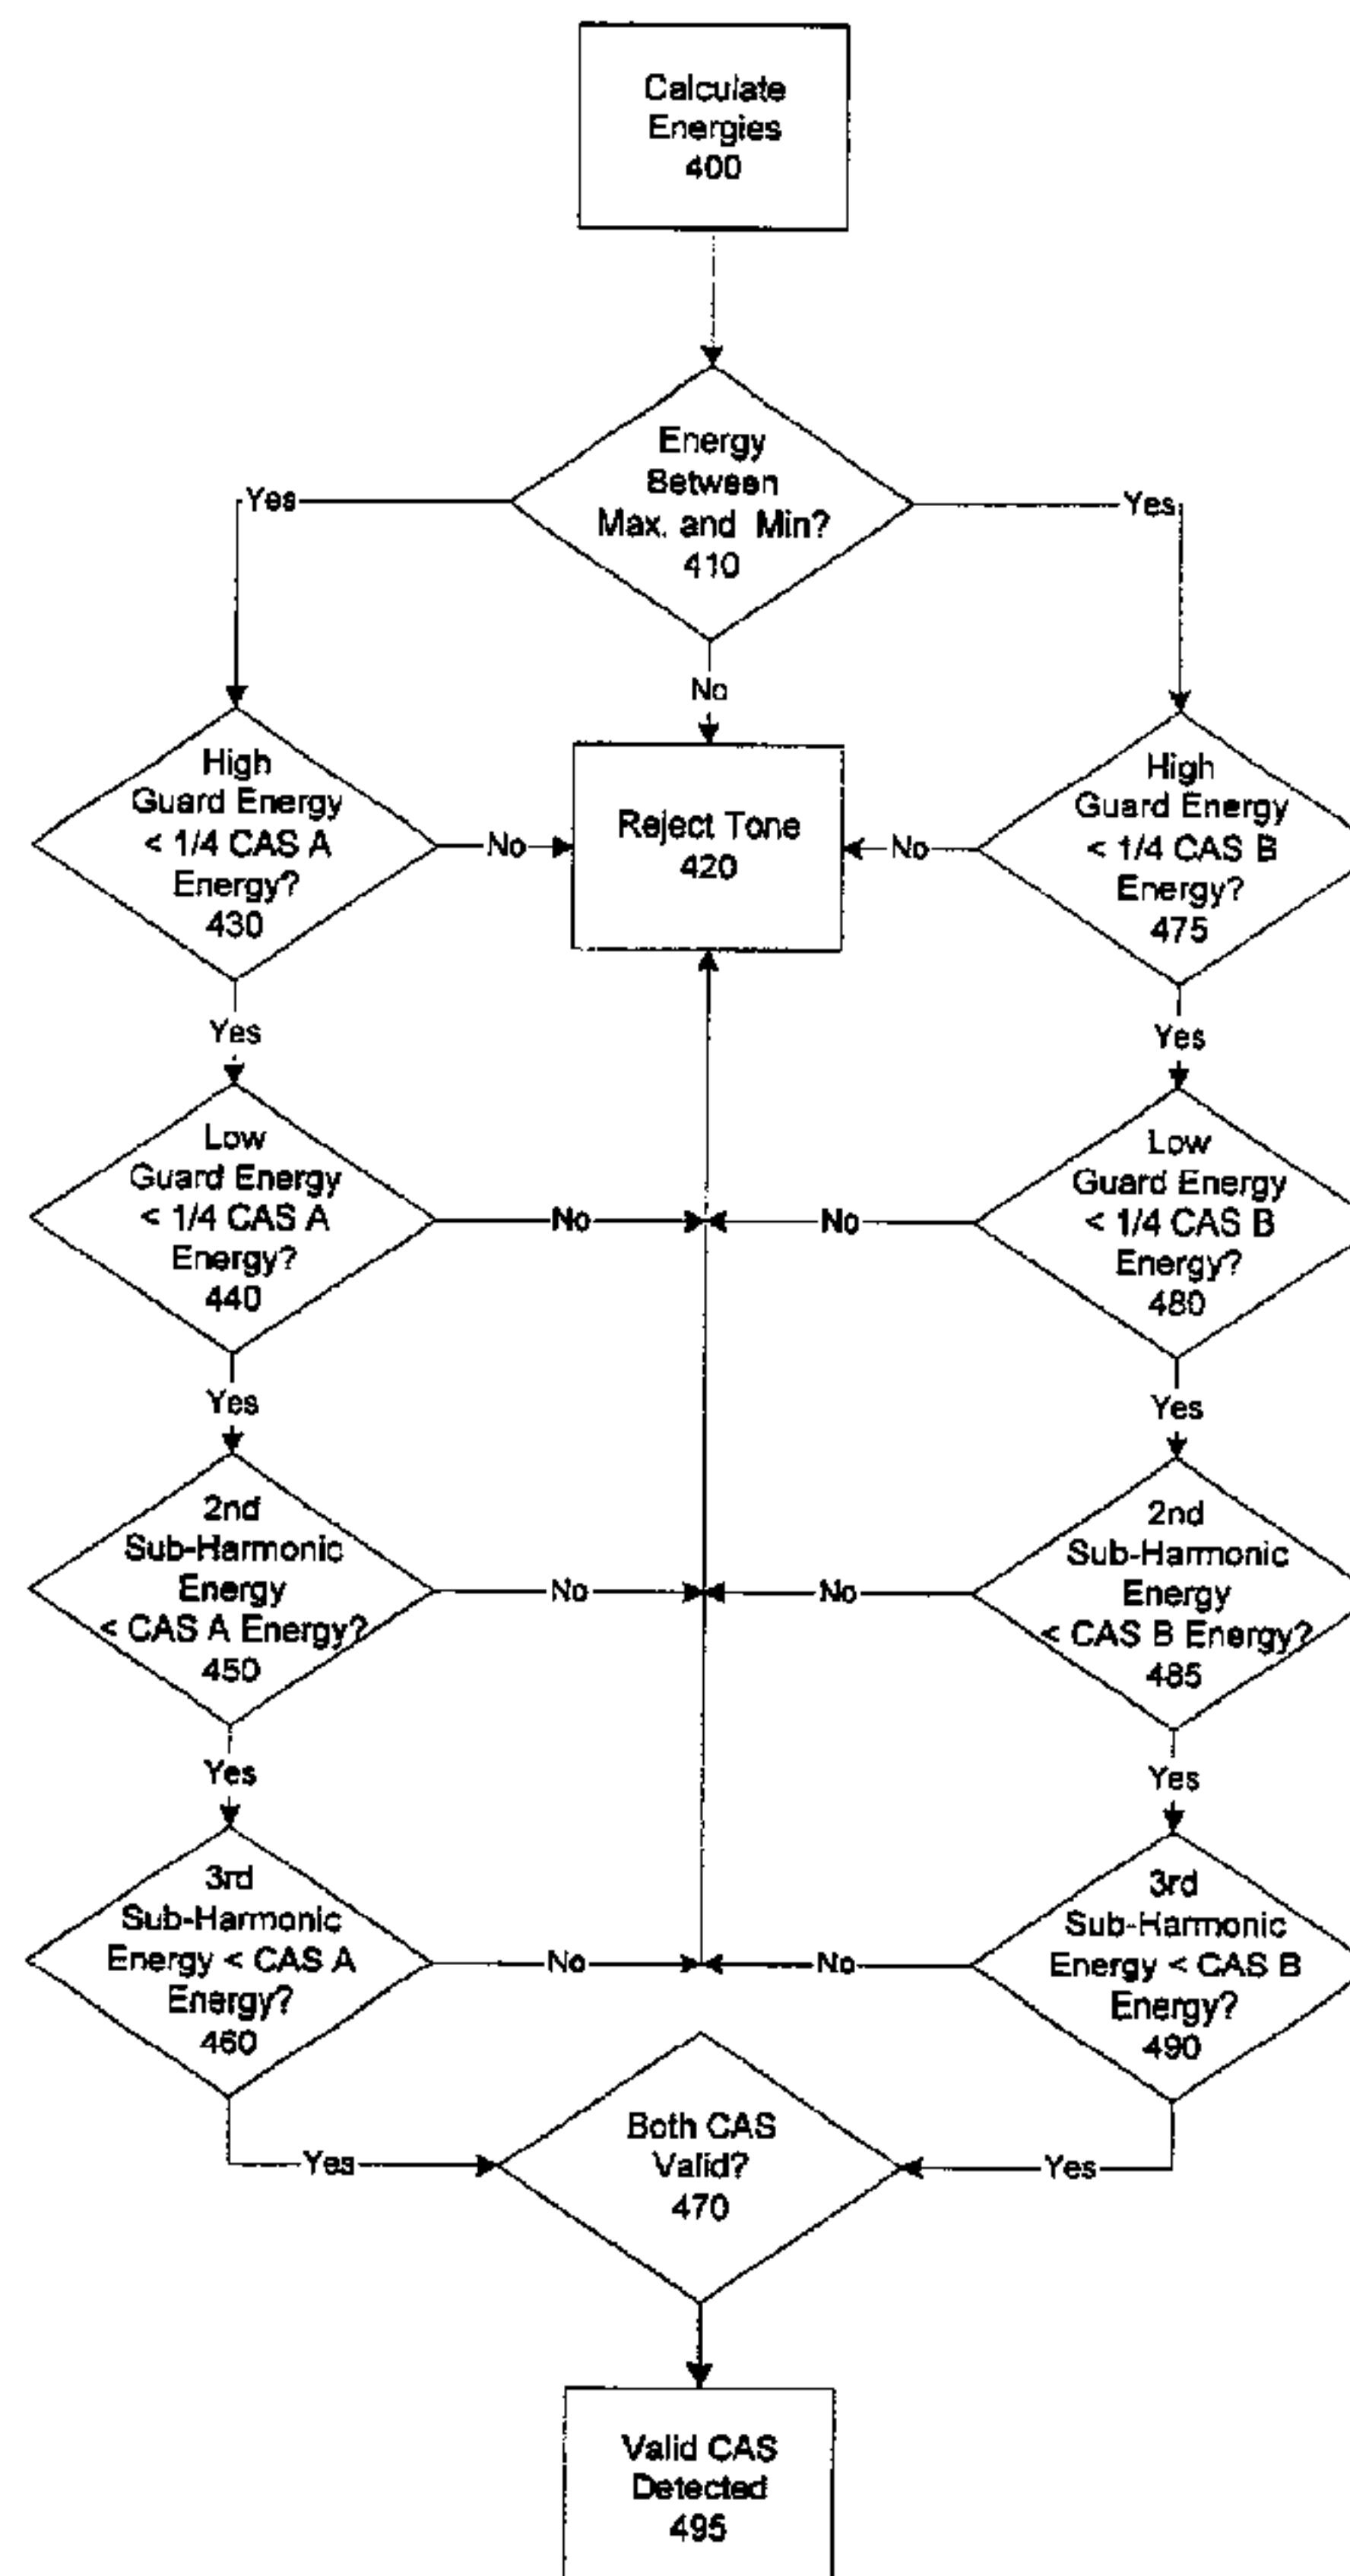 Calculate
Energies
400
Energy
Between
Max. and Min?
410
Yes
Yes
No
High
Guard Energy
< 1/4 CAS A
Energy?
430
No
Reject Tone
420
No
High
Guard Energy
< 1/4 CAS B
Energy?
475
Yes
Yes
Low
Guard Energy
< 1/4 CAS A
Energy?
440
No
No
Low
Guard Energy
< 1/4 CAS B
Energy?
480
Yes
Yes
2nd
Sub-Harmonic
Energy
< CAS A Energy?
450
No
No
2nd
Sub-Harmonic
Energy
< CAS B Energy?
485
Yes
Yes
3rd
Sub-Harmonic
Energy < CAS A
Energy?
460
No
No
3rd
Sub-Harmonic
Energy < CAS B
Energy?
490
Yes
Both CAS
Valid?
470
Yes
Valid CAS
Detected
495